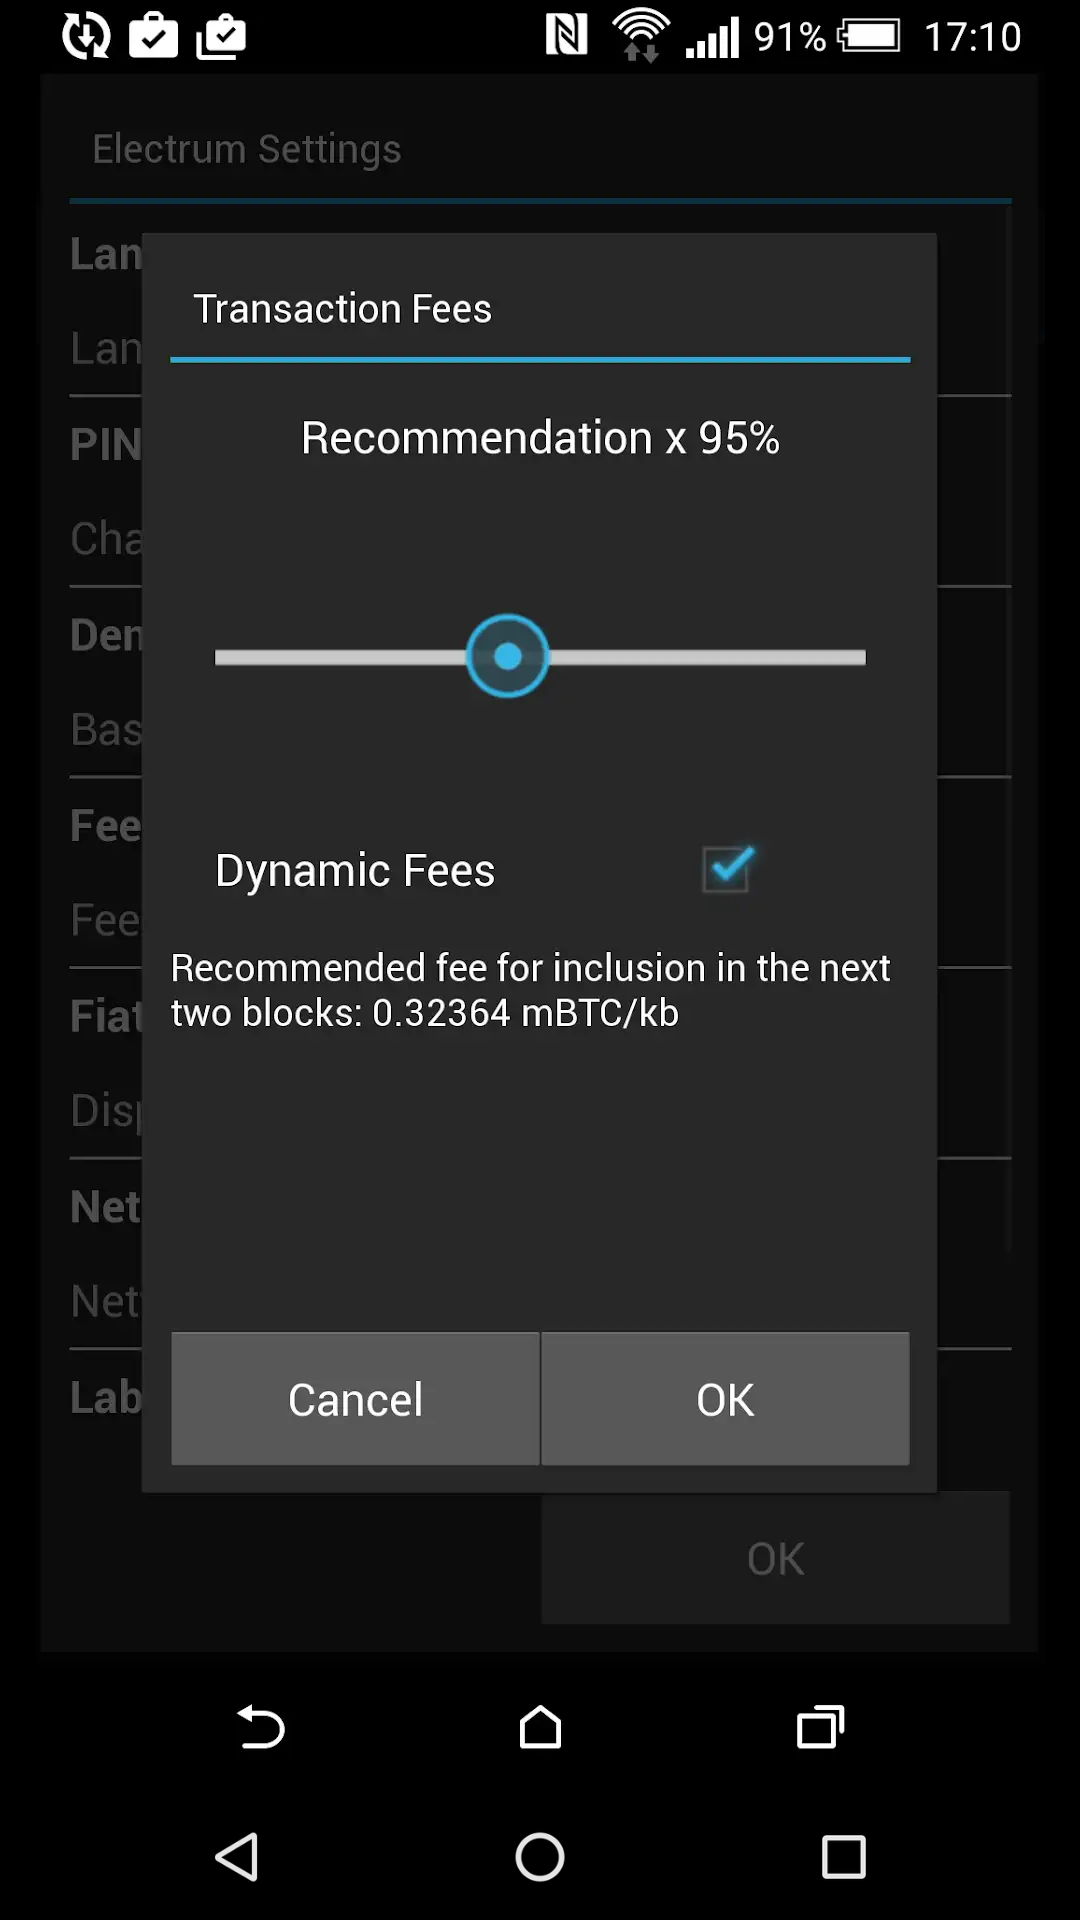 91% 17:10
Electrum Settings
Lan
Transaction Fees
Lan
Recommendation x 95%
PIN
Cha
Den
Bas
Fee
Dynamic Fees
Fee
Recommended fee for inclusion in the next
two blocks: 0.32364 mBTC/kb
Fiat
Disp
Net
Net
Cancel OK
Lab
OK